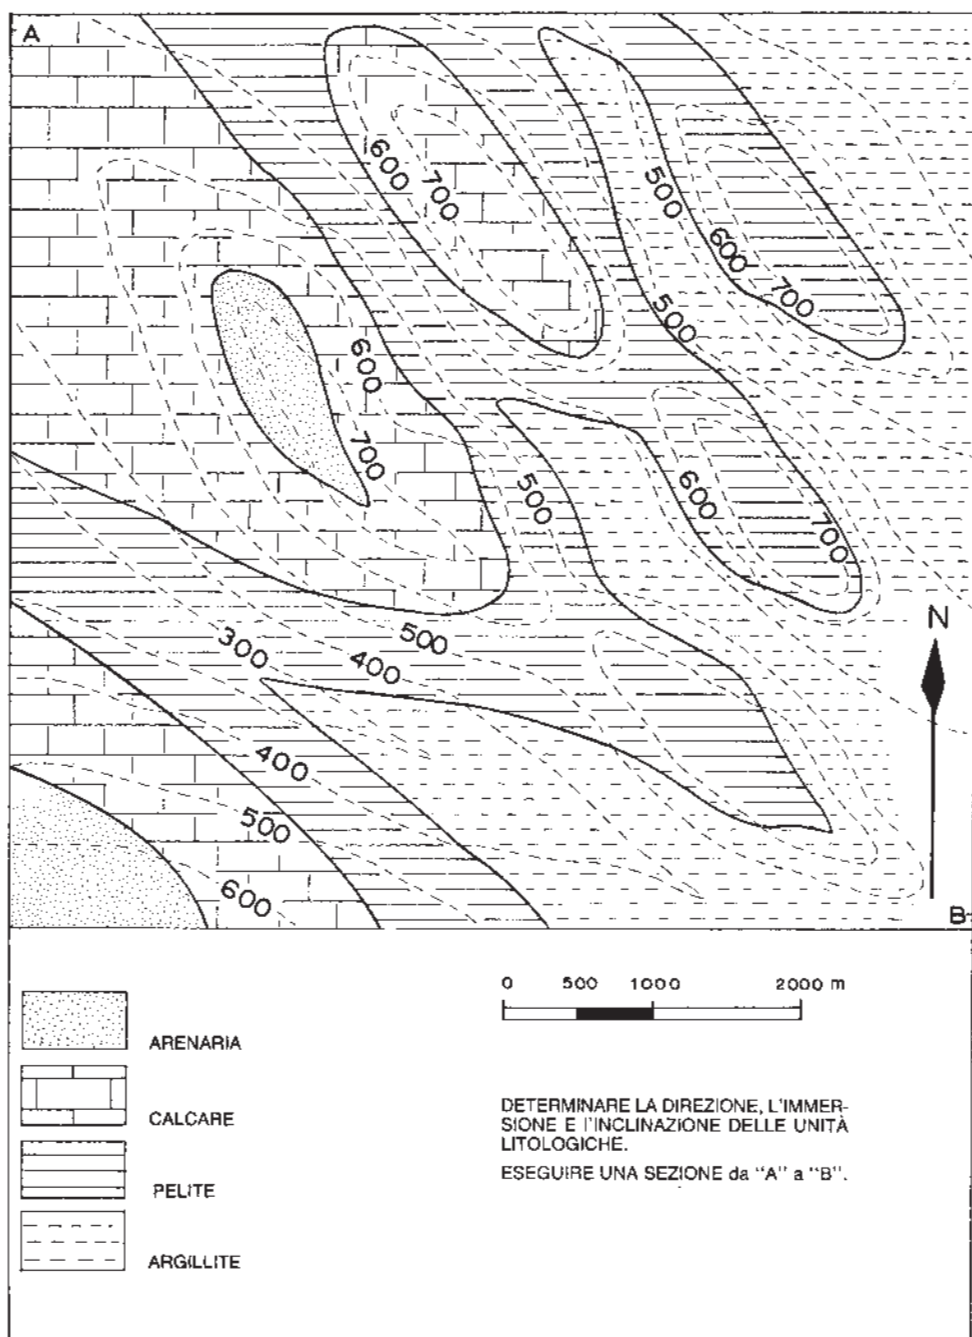 A
600
700
500
600
700
500
600
700
500
600
700
N
300
500
400
400
500
600
B
0 500 1000 2000 m
ARENARIA
CALCARE
PELITE
ARGILLITE
DETERMINARE LA DIREZIONE, L'IMMER-
SIONE E l'INCLINAZIONE DELLE UNITÀ
LITOLOGICHE.
ESEGUIRE UNA SEZIONE da "A" a "B".